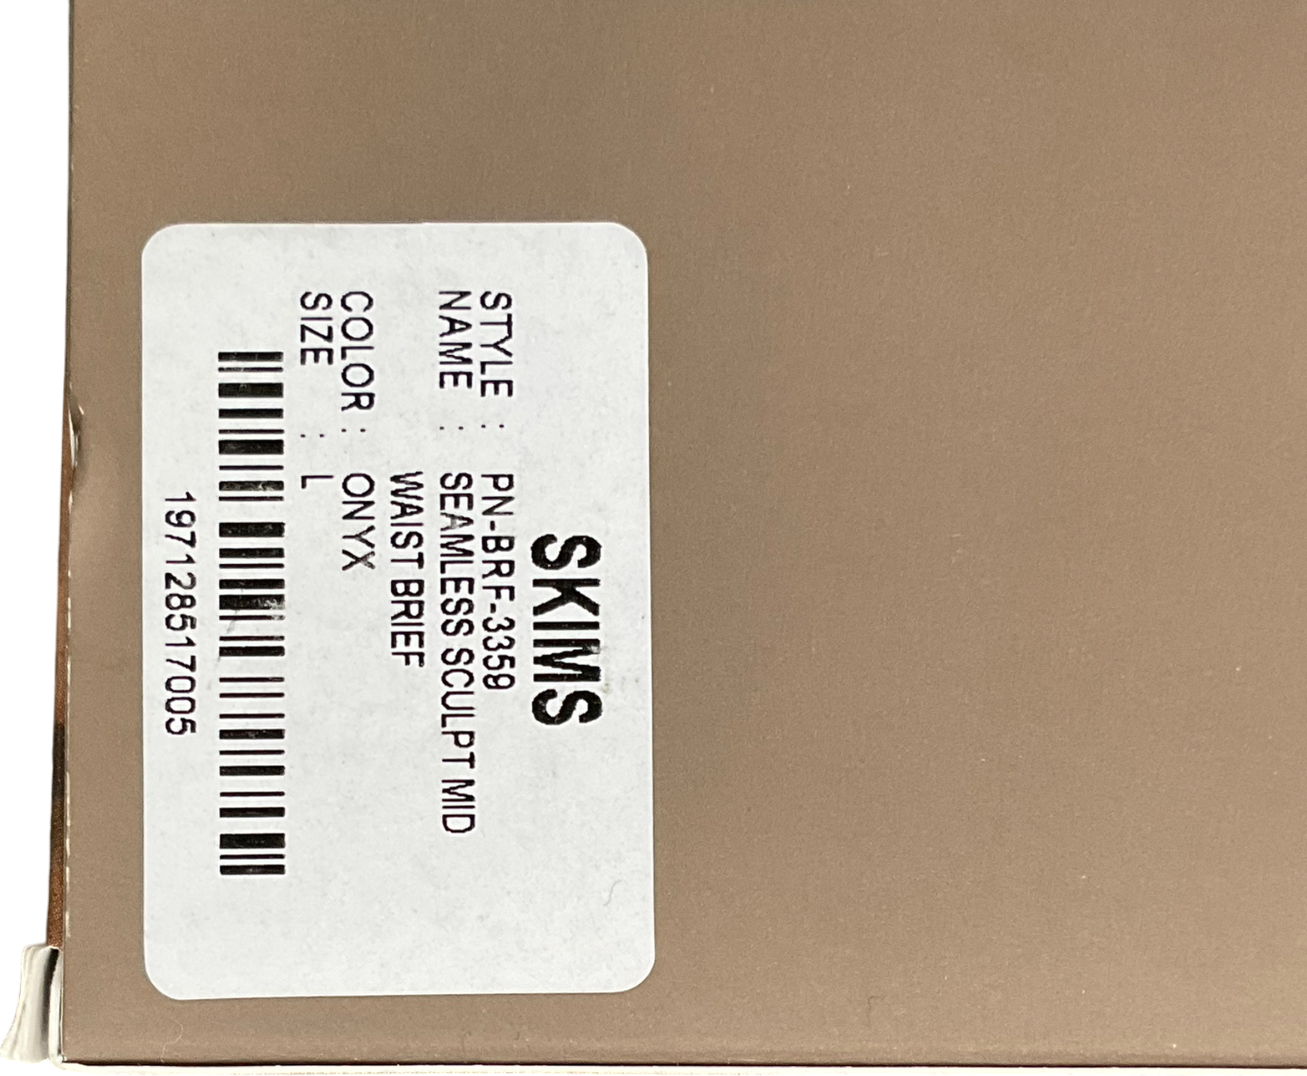 SKIMS
STYLE : PN-BRF-3359
NAME : SEAMLESS SCULPT MID
WAIST BRIEF
COLOR : ONYX
SIZE : L
197128517005